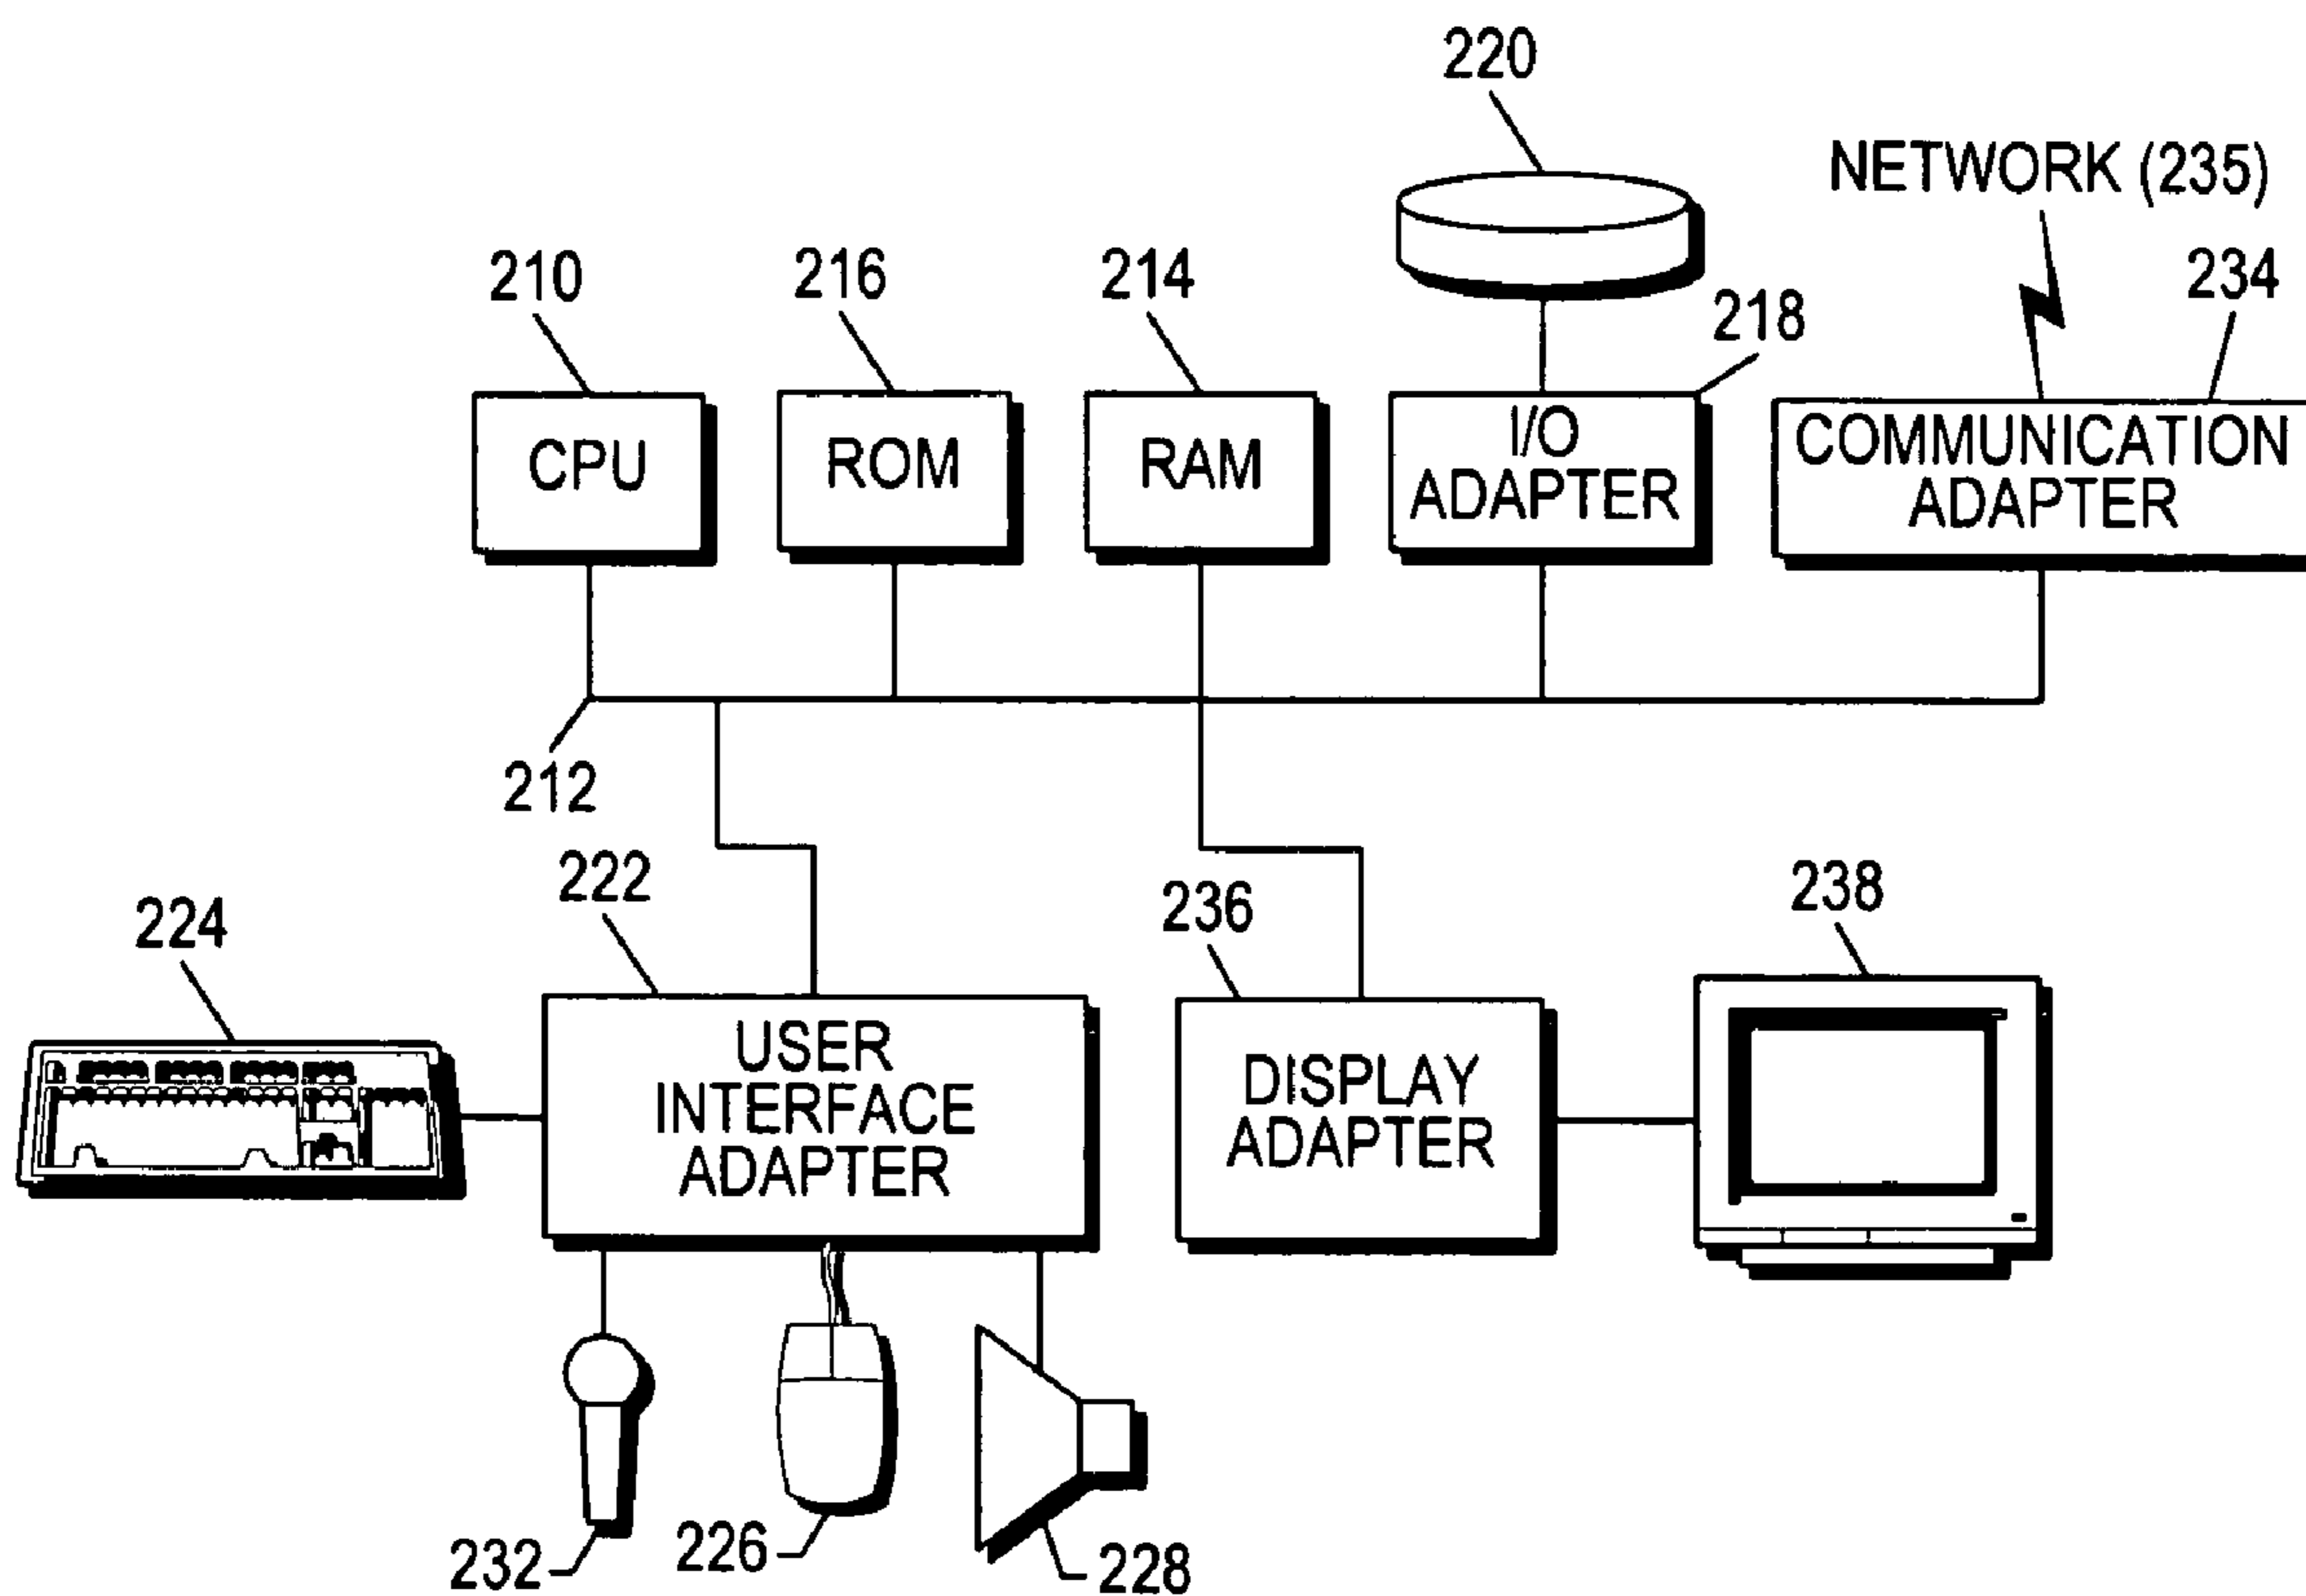 220
NETWORK (235)
210
216
214
218
234
CPU
ROM
RAM
I/O
ADAPTER
COMMUNICATION
ADAPTER
212
222
236
238
224
USER
INTERFACE
ADAPTER
DISPLAY
ADAPTER
232
226
228